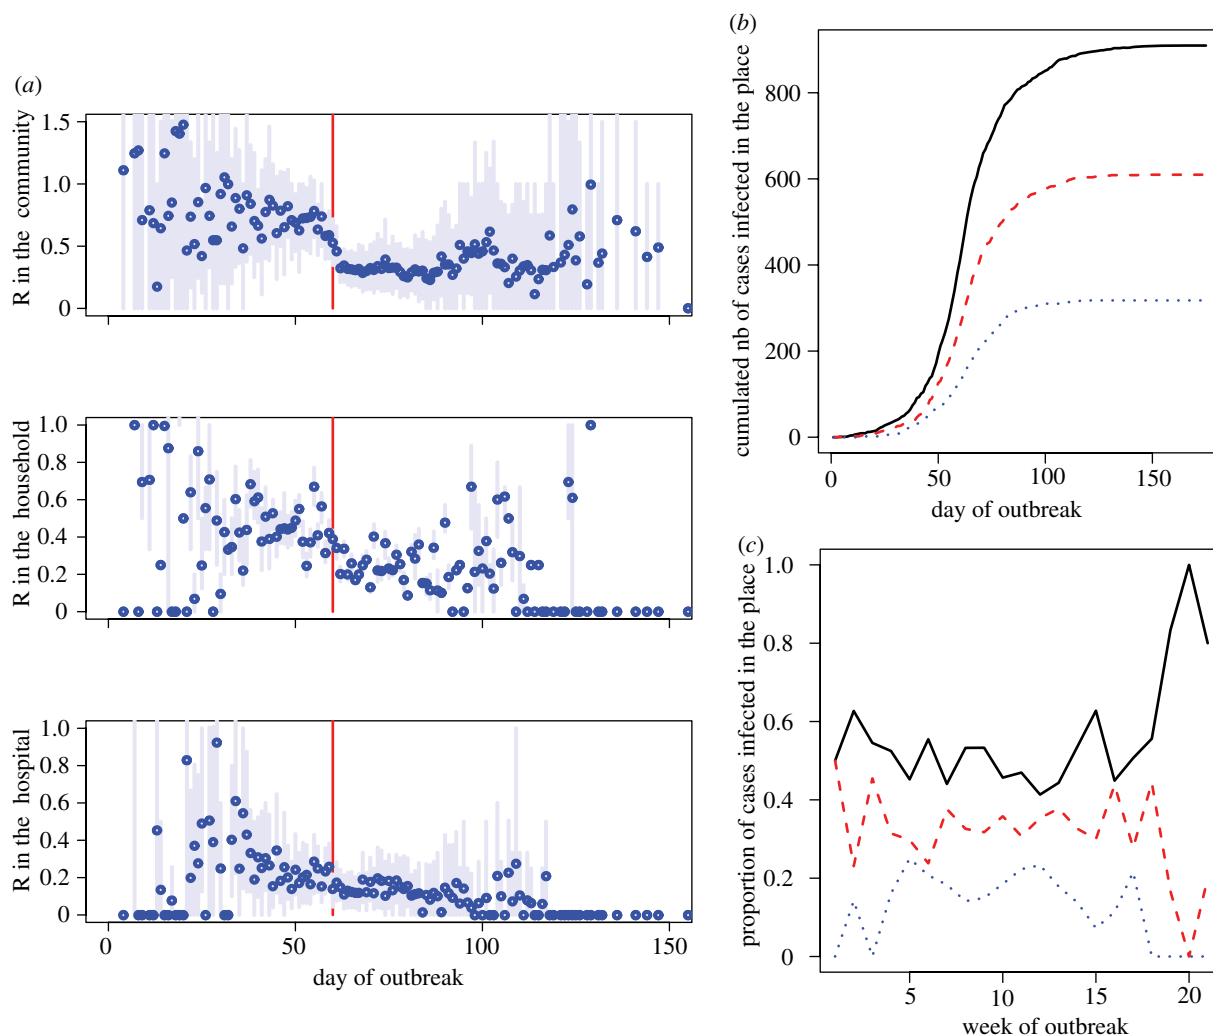 (a)
R in the community
1.5
1.0
0.5
0
0 50 100 150
R in the household
1.0
0.8
0.6
0.4
0.2
0
R in the hospital
1.0
0.8
0.6
0.4
0.2
0
0 50 100 150
day of outbreak
(b)
cumulated nb of cases infected in the place
800
600
400
200
0
0 50 100 150
day of outbreak
(c)
proportion of cases infected in the place
1.0
0.8
0.6
0.4
0.2
0
5 10 15 20
week of outbreak